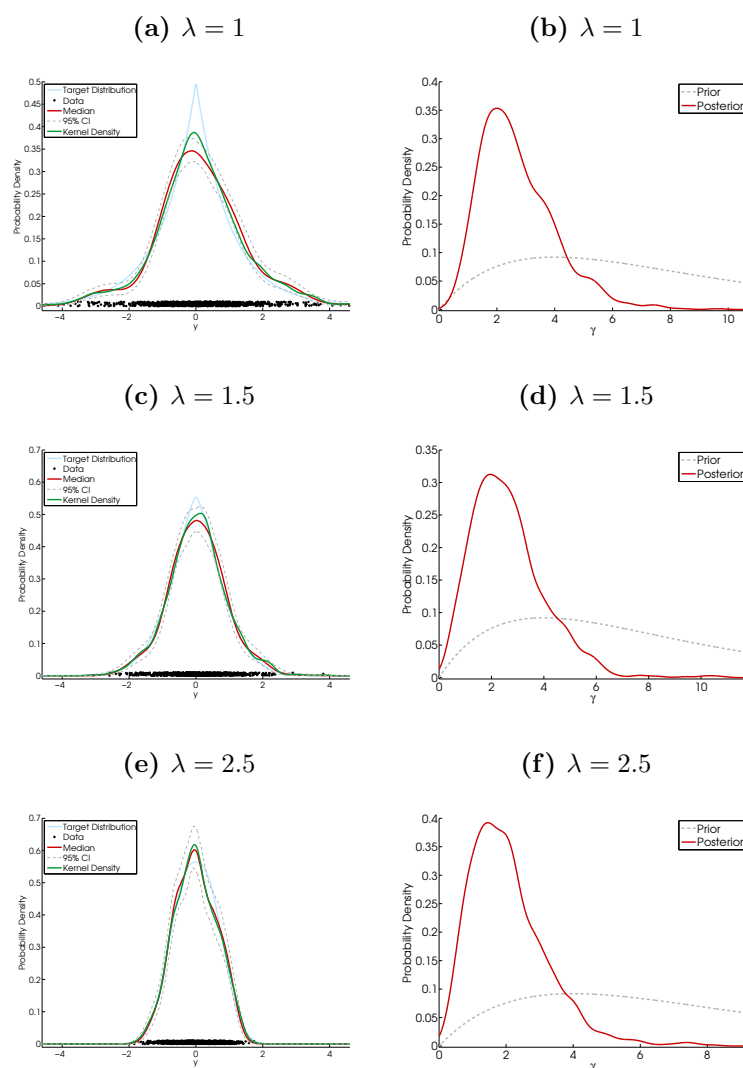 (a) λ = 1
(b) λ = 1
0.5
0.45
0.4
0.35
0.3
0.25
0.2
0.15
0.1
0.05
0
Probability Density
Target Distribution
Data
Median
95% CI
Kernel Density
−4 −2 0 2 4
y
0.4
0.35
0.3
0.25
0.2
0.15
0.1
0.05
0
Probability Density
Prior
Posterior
0 2 4 6 8 10
γ
(c) λ = 1.5
(d) λ = 1.5
0.7
0.6
0.5
0.4
0.3
0.2
0.1
0
Probability Density
Target Distribution
Data
Median
95% CI
Kernel Density
−4 −2 0 2 4
y
0.35
0.3
0.25
0.2
0.15
0.1
0.05
0
Probability Density
Prior
Posterior
0 2 4 6 8 10
γ
(e) λ = 2.5
(f) λ = 2.5
0.7
0.6
0.5
0.4
0.3
0.2
0.1
0
Probability Density
Target Distribution
Data
Median
95% CI
Kernel Density
−4 −2 0 2 4
y
0.4
0.35
0.3
0.25
0.2
0.15
0.1
0.05
0
Probability Density
Prior
Posterior
0 2 4 6 8
γ